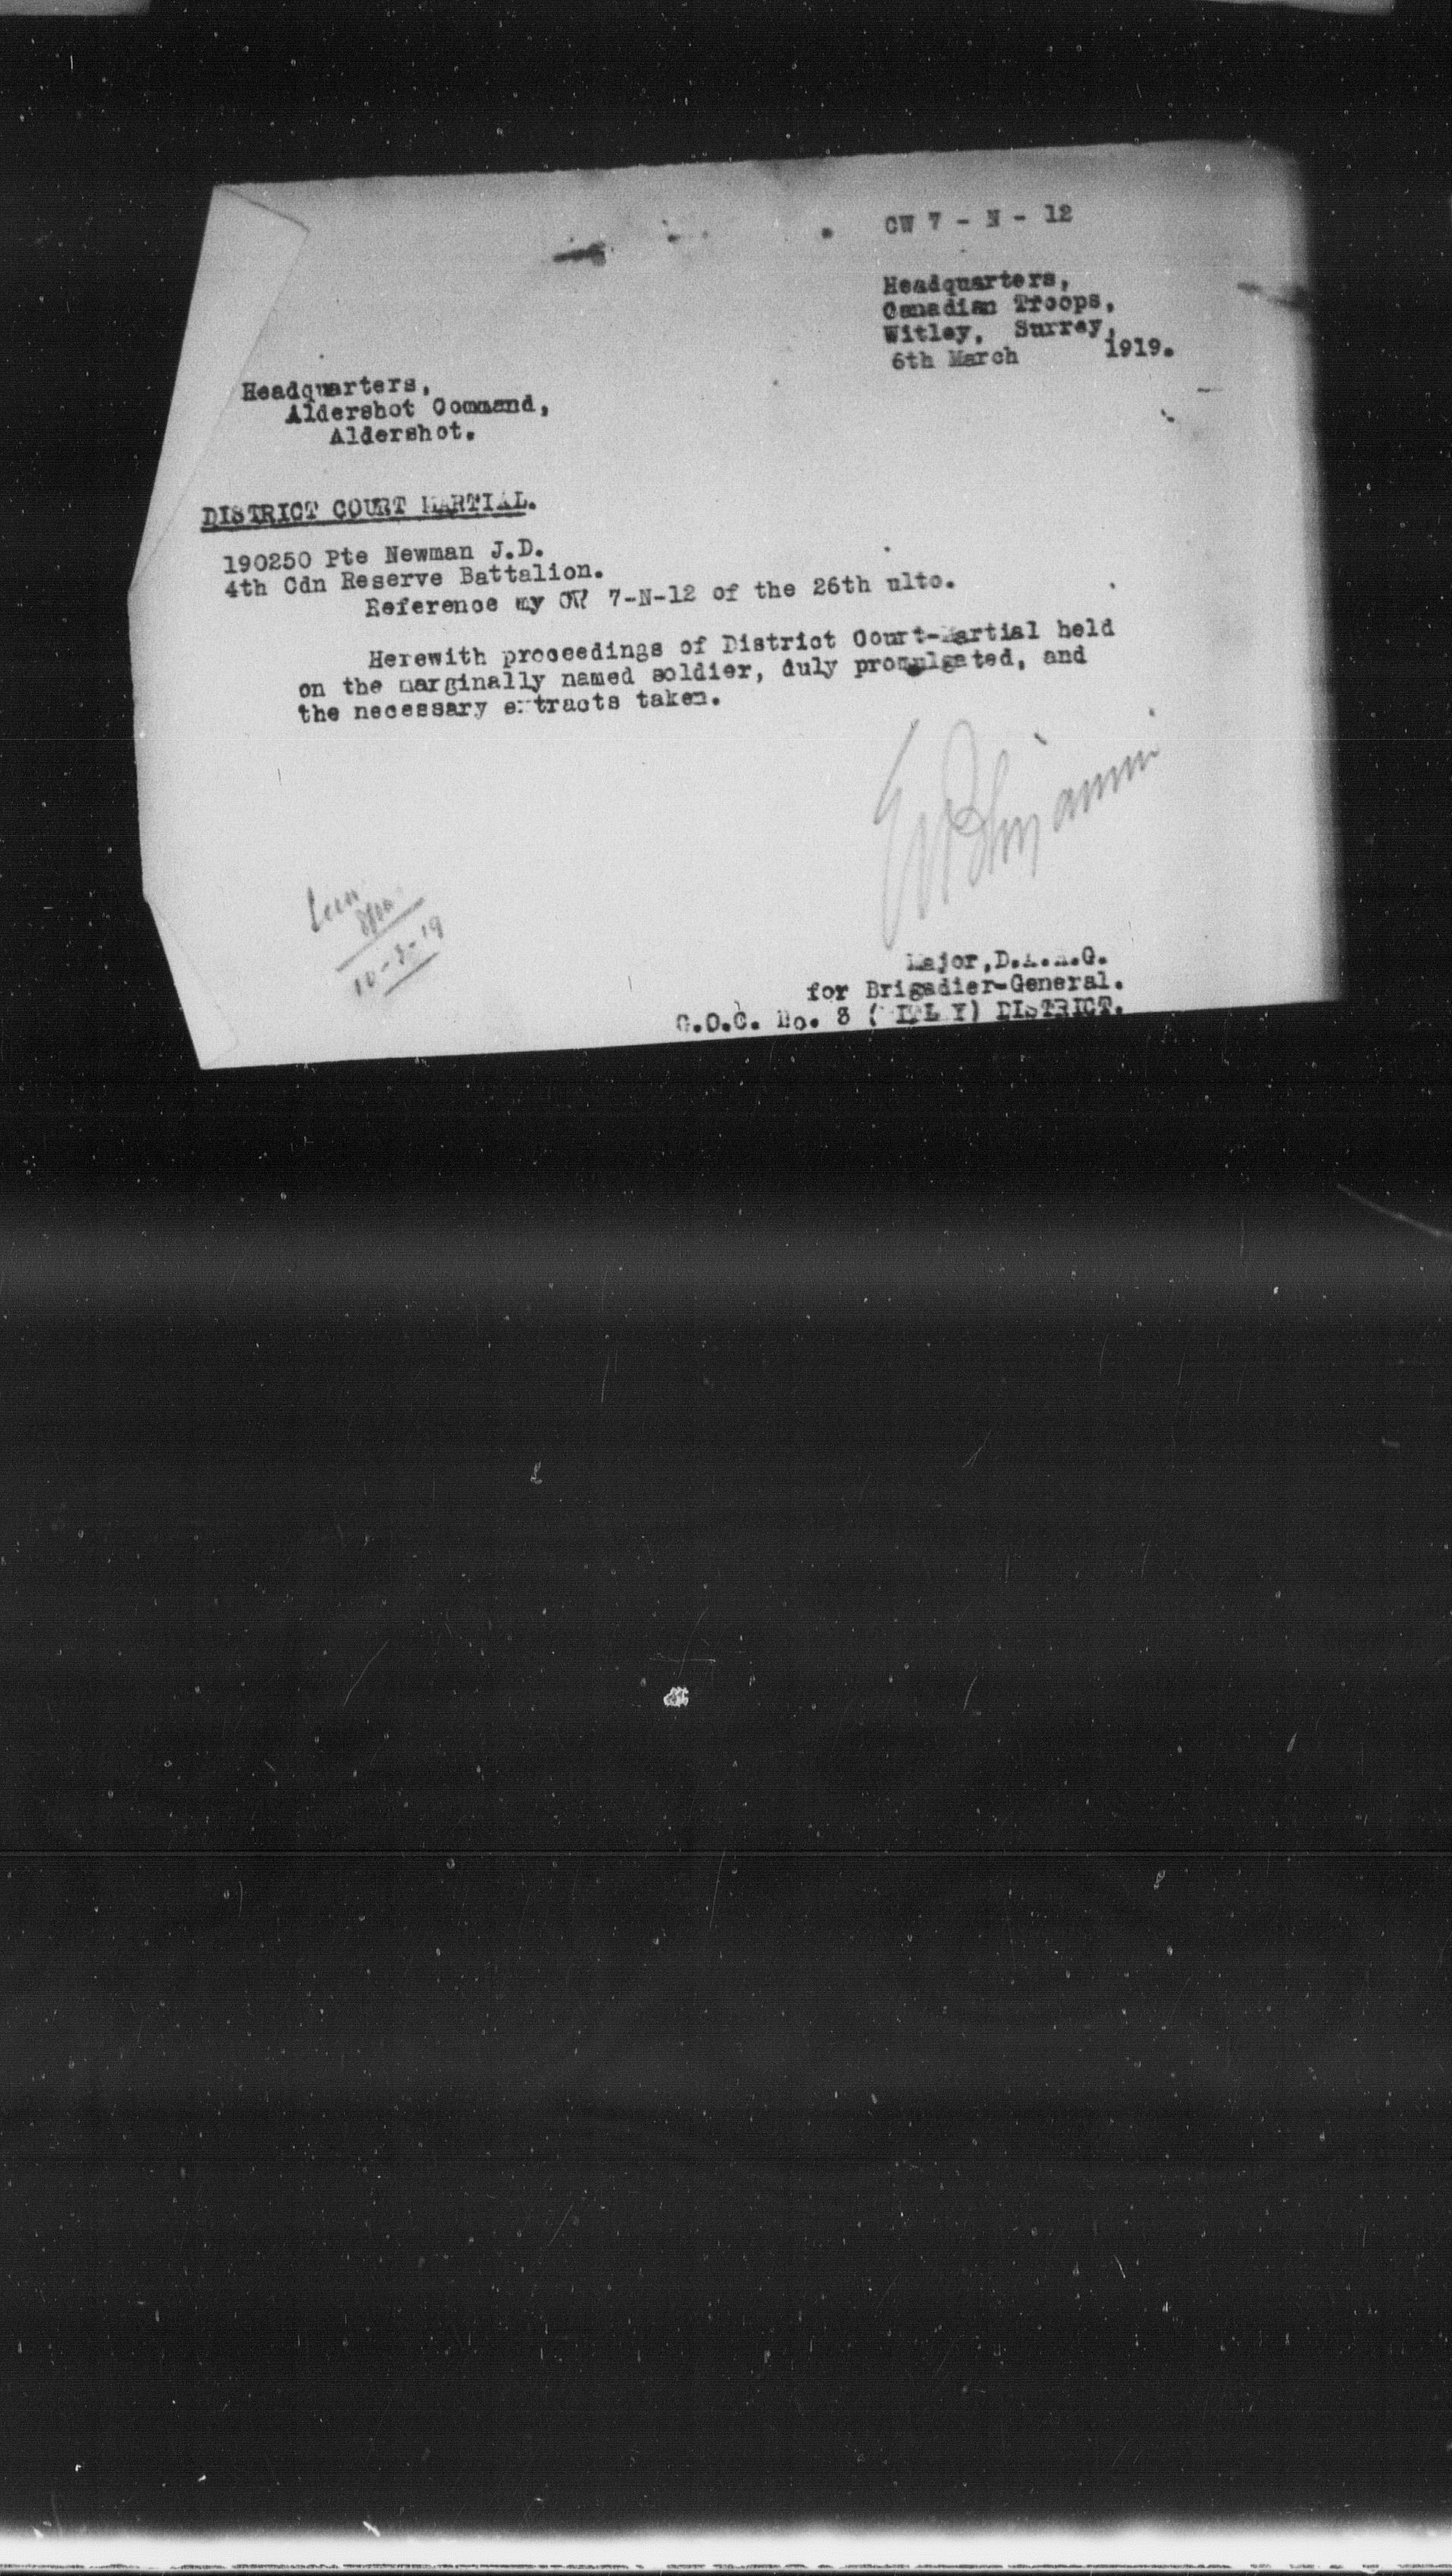 CW 7 - N - 12
Headquarters,
Canadian Troops,
Witley, Surrey,
6th March 1919.
Headquarters,
Aldershot Command,
Aldershot.
DISTRICT COURT MARTIAL.
190250 Pte Newman J.D.
4th Cdn Reserve Battalion.
Reference my CW 7-N-12 of the 26th ulto.
Herewith proceedings of District Court-Martial held
on the marginally named soldier, duly promulgated, and
the necessary extracts taken.
10-3-19
Major, D.A.A.G.
for Brigadier-General.
G.O.C. No. 3 (WITLEY) DISTRICT.